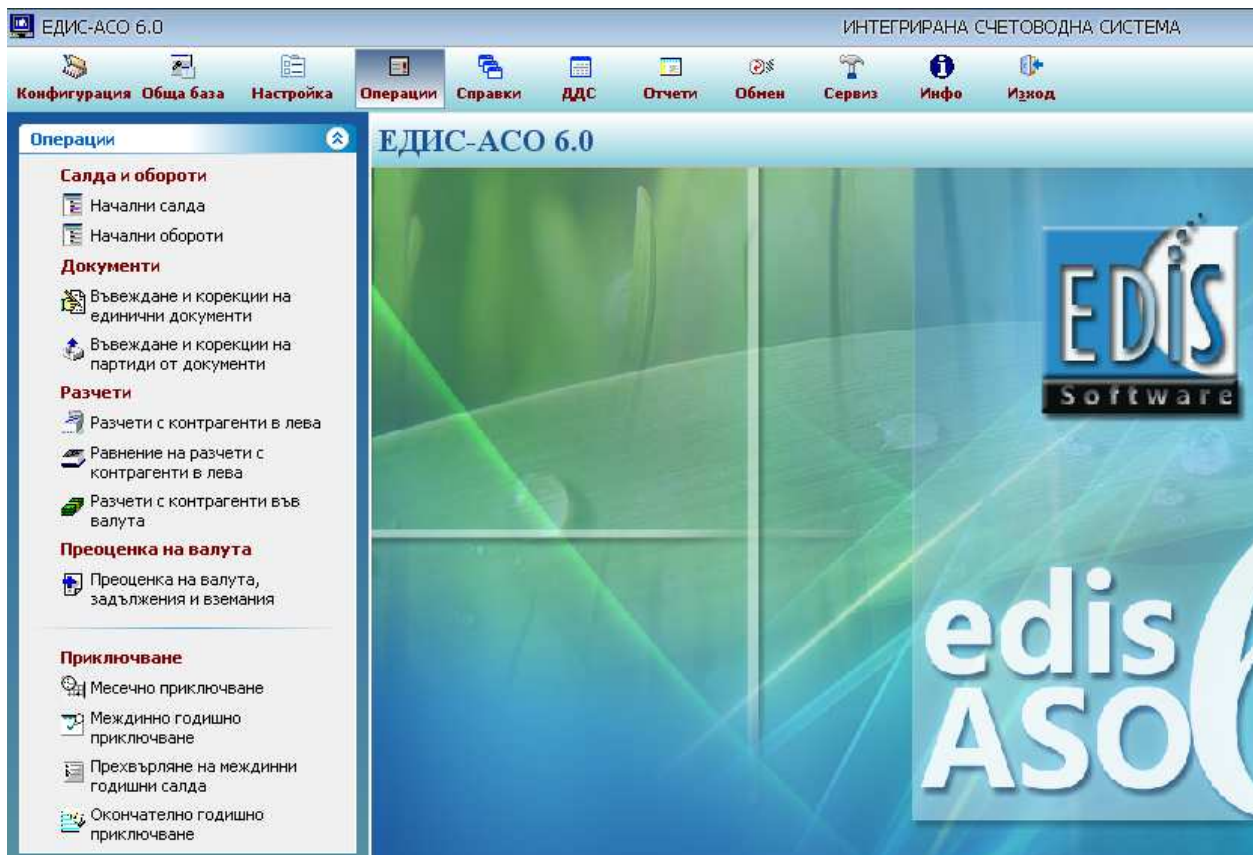 ЕДИС-АСО 6.0
ИНТЕГРИРАНА СЧЕТОВОДНА СИСТЕМА
Конфигурация Обща база Настройка Операции Справки ДДС Отчети Обмен Сервиз Инфо Изход
Операции
Салда и обороти
Начални салда
Начални обороти
Документи
Въвеждане и корекции на
единични документи
Въвеждане и корекции на
партиди от документи
Разчети
Разчети с контрагенти в лева
Равнение на разчети с
контрагенти в лева
Разчети с контрагенти във
валута
Преоценка на валута
Преоценка на валута,
задължения и вземания
Приключване
Месечно приключване
Междинно годишно
приключване
Прехвърляне на междинни
годишни салда
Окончателно годишно
приключване
ЕДИС-АСО 6.0
EDIS
Software
edis
ASO
6